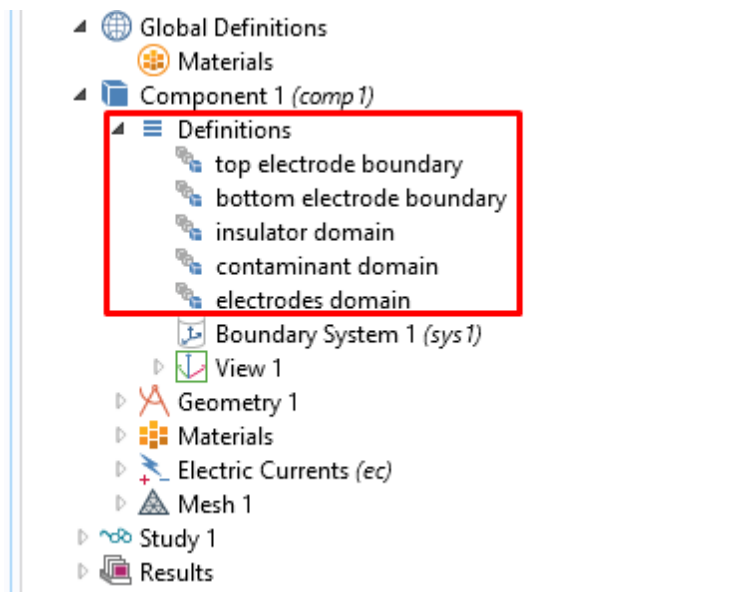 Global Definitions
Materials
Component 1 (comp1)
Definitions
top electrode boundary
bottom electrode boundary
insulator domain
contaminant domain
electrodes domain
Boundary System 1 (sys1)
View 1
Geometry 1
Materials
Electric Currents (ec)
Mesh 1
Study 1
Results